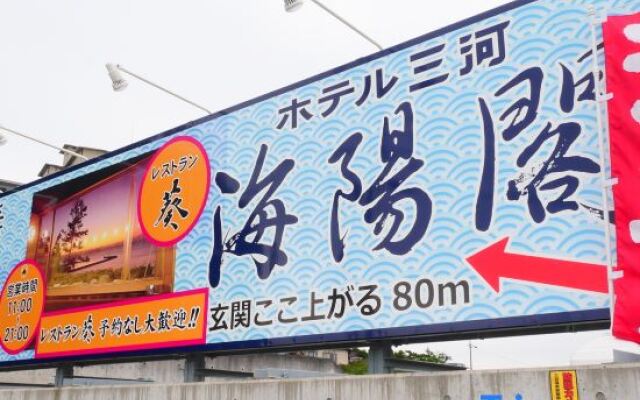 ホテル三河
海陽閣
玄関ここ上がる 80m
レストラン
葵
営業時間
11:00
〜
21:00
レストラン葵 予約なし大歓迎!!